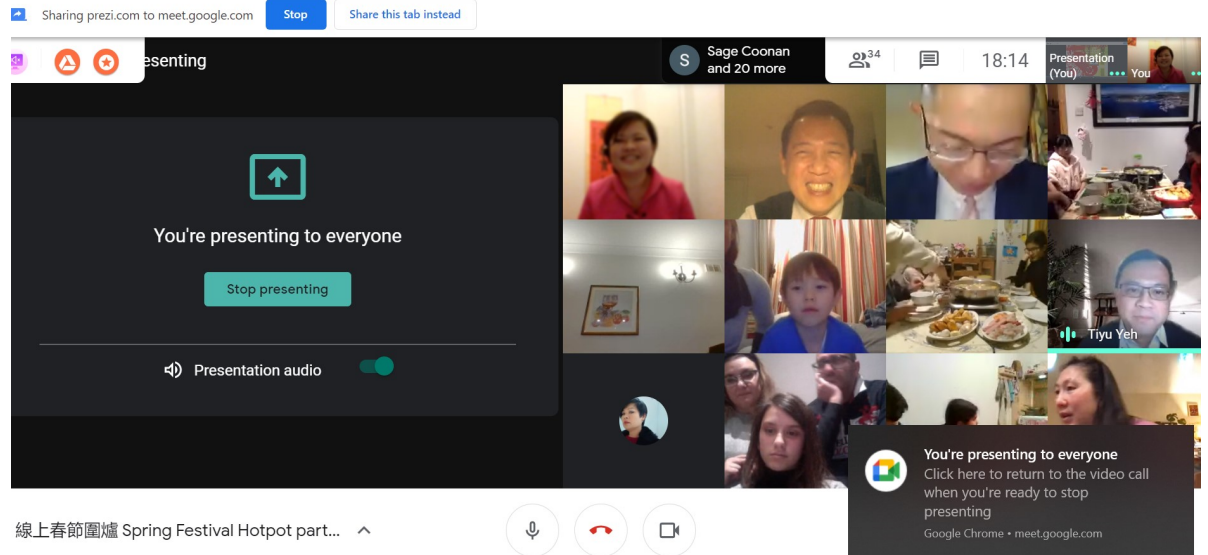 Sharing prezi.com to meet.google.com Stop Share this tab instead
esenting
S
Sage Coonan
and 20 more
34
18:14
Presentation
(You)
You
You're presenting to everyone
Stop presenting
Presentation audio
Tiyu Yeh
You're presenting to everyone
Click here to return to the video call
when you're ready to stop
presenting
Google Chrome • meet.google.com
線上春節圍爐 Spring Festival Hotpot part...